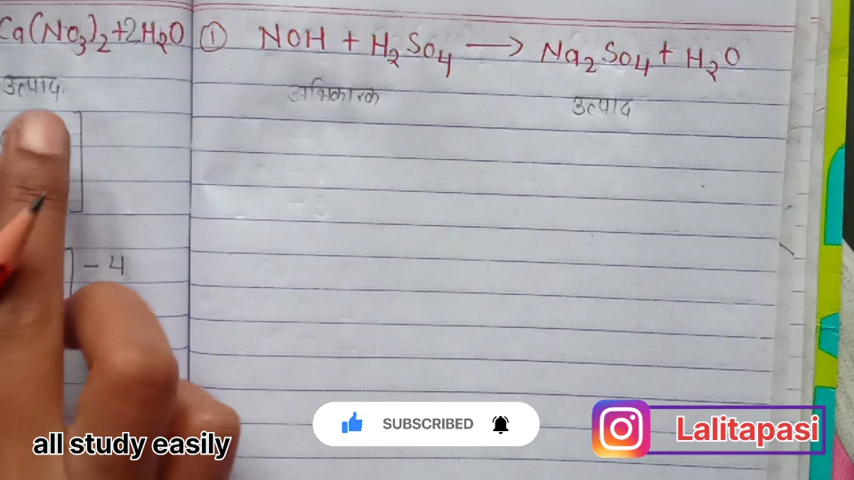 Ca(NO3)2+2H2O
उत्पाद
- 4
① NOH + H2SO4 → Na2SO4 + H2O
अभिकारक
उत्पाद
SUBSCRIBED
all study easily
Lalitapasi